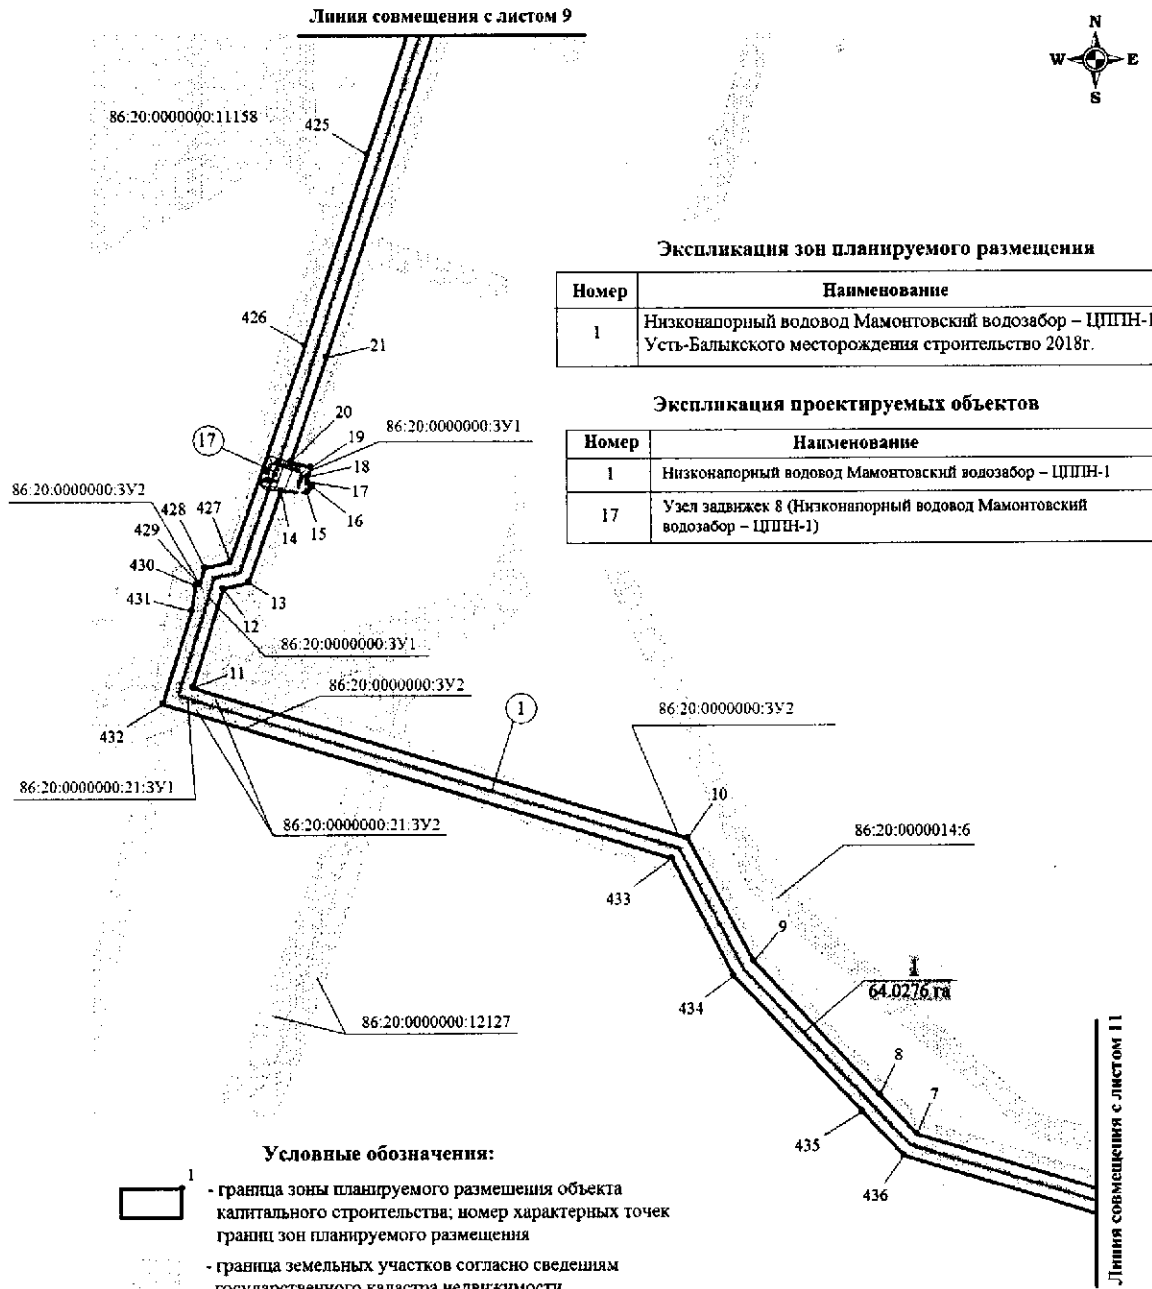 Линия совмещения с листом 9
N
W E
S
86:20:0000000:11158
425
Экспликация зон планируемого размещения
Номер Наименование
1 Низконапорный водовод Мамонтовский водозабор – ЦППН-1
Усть-Балыкского месторождения строительство 2018г.
426
21
Экспликация проектируемых объектов
Номер Наименование
1 Низконапорный водовод Мамонтовский водозабор – ЦППН-1
17 Узел задвижек 8 (Низконапорный водовод Мамонтовский
водозабор – ЦППН-1)
20
19
86:20:0000000:ЗУ1
17
18
17
16
15
14
86:20:0000000:ЗУ2
428
427
429
430
431
13
12
86:20:0000000:ЗУ1
11
86:20:0000000:ЗУ2
432
1
86:20:0000000:ЗУ2
86:20:0000000:21:ЗУ1
86:20:0000000:21:ЗУ2
10
86:20:0000014:6
433
9
1
64.0276 га
434
86:20:0000000:12127
8
7
435
436
Линия совмещения с листом 11
Условные обозначения:
1
- граница зоны планируемого размещения объекта
капитального строительства; номер характерных точек
границ зон планируемого размещения
- граница земельных участков согласно сведениям
государственного кадастра недвижимости